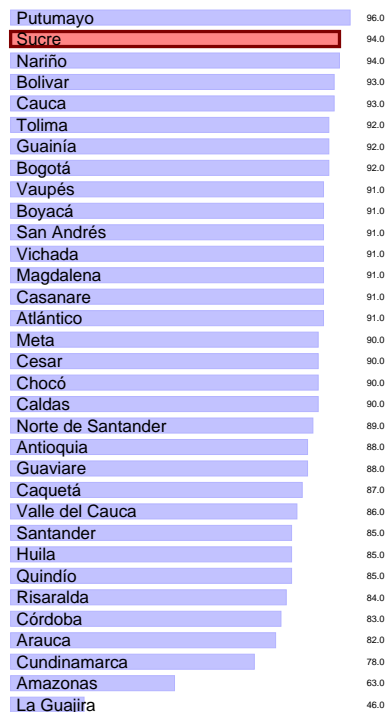 Putumayo 96.0
Sucre 94.0
Nariño 94.0
Bolivar 93.0
Cauca 93.0
Tolima 92.0
Guainía 92.0
Bogotá 92.0
Vaupés 91.0
Boyacá 91.0
San Andrés 91.0
Vichada 91.0
Magdalena 91.0
Casanare 91.0
Atlántico 91.0
Meta 90.0
Cesar 90.0
Chocó 90.0
Caldas 90.0
Norte de Santander 89.0
Antioquia 88.0
Guaviare 88.0
Caquetá 87.0
Valle del Cauca 86.0
Santander 85.0
Huila 85.0
Quindío 85.0
Risaralda 84.0
Córdoba 83.0
Arauca 82.0
Cundinamarca 78.0
Amazonas 63.0
La Guajira 46.0